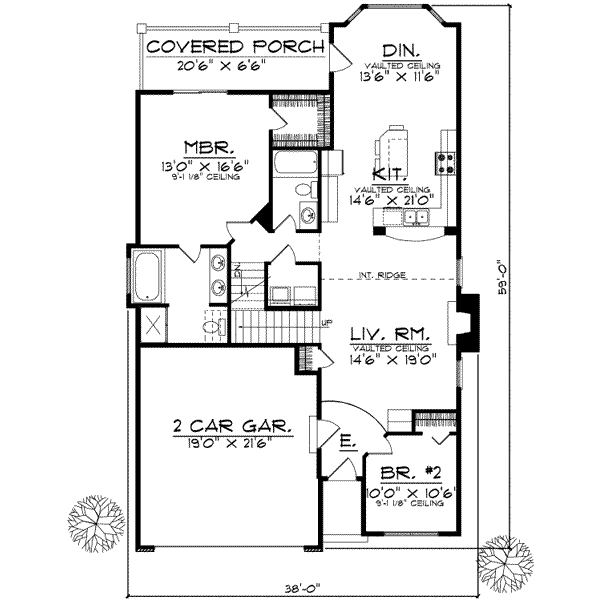 COVERED PORCH
20'6" X 6'6"
DIN.
VAULTED CEILING
13'6" X 11'6"
MBR.
13'0" X 16'6"
9'-1 1/8" CEILING
KIT.
VAULTED CEILING
14'6" X 21'0"
INT. RIDGE
59'-0"
LIV. RM.
VAULTED CEILING
14'6" X 19'0"
2 CAR GAR.
19'0" X 21'6"
E.
BR. #2
10'0" X 10'6"
9'-1 1/8" CEILING
38'-0"